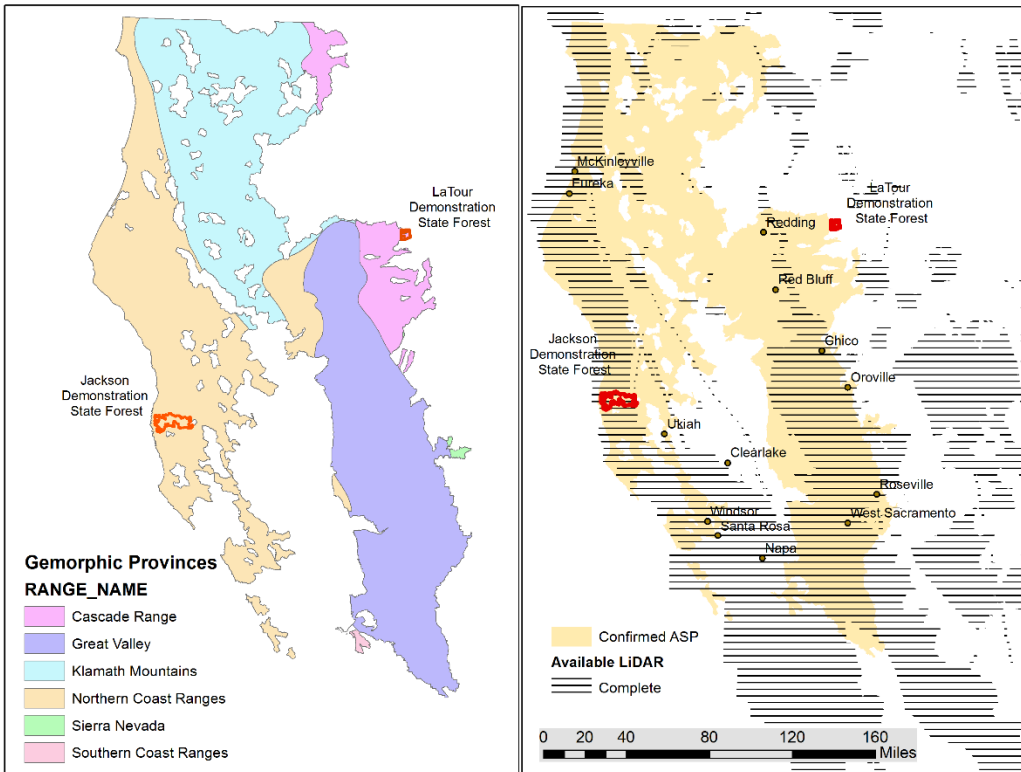 LaTour
Demonstration
State Forest
Jackson
Demonstration
State Forest
Gemorphic Provinces
RANGE_NAME
Cascade Range
Great Valley
Klamath Mountains
Northern Coast Ranges
Sierra Nevada
Southern Coast Ranges
McKinleyville
Eureka
LaTour
Demonstration
State Forest
Redding
Red Bluff
Jackson
Demonstration
State Forest
Chico
Oroville
Ukiah
Clearlake
Roseville
Windsor
West Sacramento
Santa Rosa
Napa
Confirmed ASP
Available LiDAR
Complete
0 20 40 80 120 160
Miles